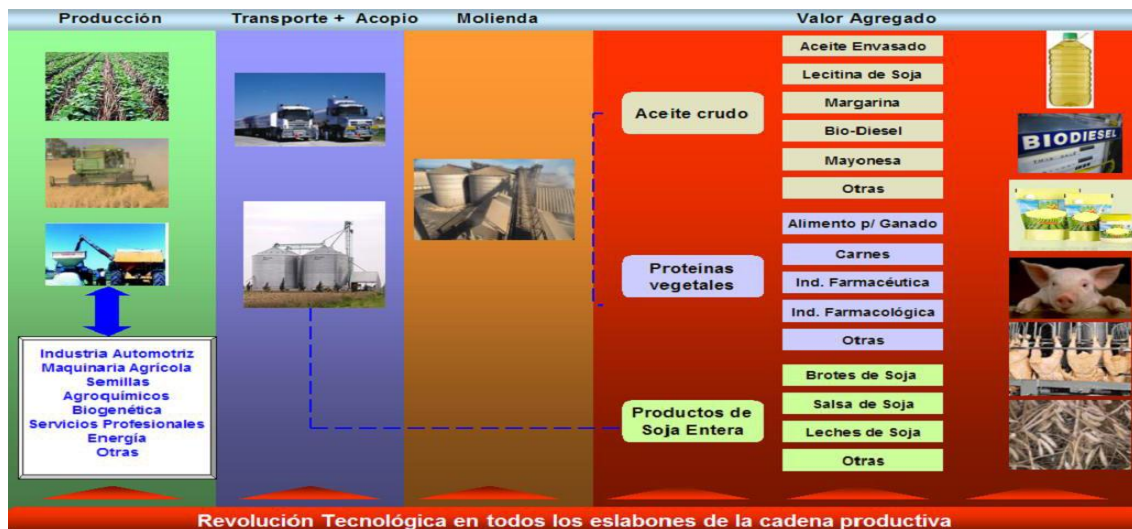 Producción
Transporte + Acopio
Molienda
Valor Agregado
Aceite crudo
Aceite Envasado
Lecitina de Soja
Margarina
Bio-Diesel
Mayonesa
Otras
BIODIESEL
Proteínas
vegetales
Alimento p/ Ganado
Carnes
Ind. Farmacéutica
Ind. Farmacológica
Otras
Productos de
Soja Entera
Brotes de Soja
Salsa de Soja
Leches de Soja
Otras
Industria Automotriz
Maquinaria Agrícola
Semillas
Agroquímicos
Biogenética
Servicios Profesionales
Energía
Otras
Revolución Tecnológica en todos los eslabones de la cadena productiva